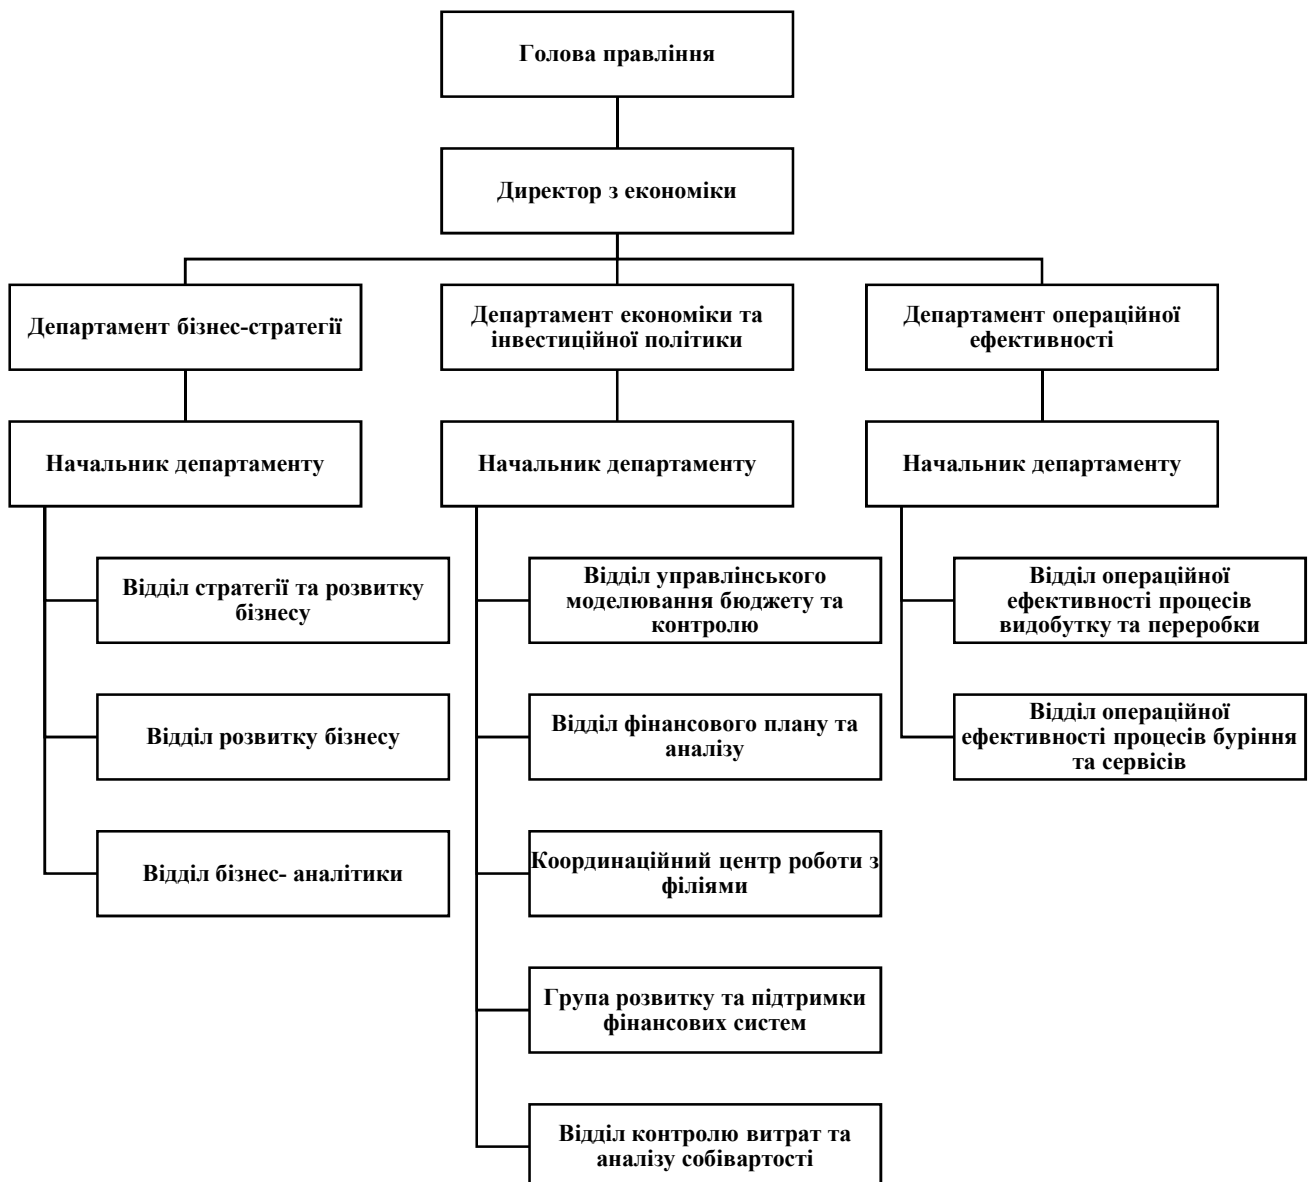 Голова правління
Директор з економіки
Департамент бізнес-стратегії
Департамент економіки та
інвестиційної політики
Департамент операційної
ефективності
Начальник департаменту
Начальник департаменту
Начальник департаменту
Відділ стратегії та розвитку
бізнесу
Відділ розвитку бізнесу
Відділ бізнес- аналітики
Відділ управлінського
моделювання бюджету та
контролю
Відділ фінансового плану та
аналізу
Координаційний центр роботи з
філіями
Група розвитку та підтримки
фінансових систем
Відділ контролю витрат та
аналізу собівартості
Відділ операційної
ефективності процесів
видобутку та переробки
Відділ операційної
ефективності процесів буріння
та сервісів